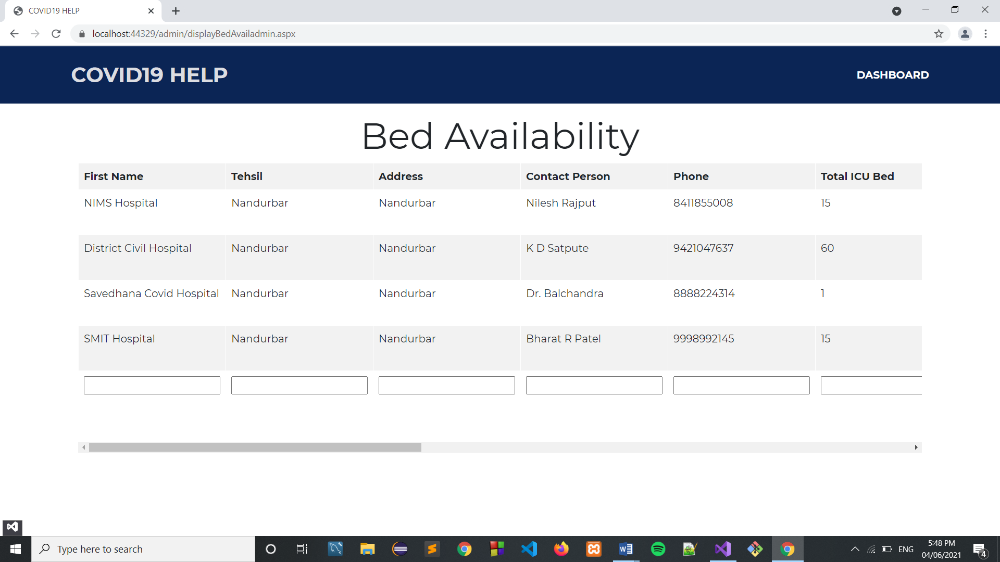 COVID19 HELP
localhost:44329/admin/displayBedAvailadmin.aspx
COVID19 HELP DASHBOARD
Bed Availability
First Name Tehsil Address Contact Person Phone Total ICU Bed
NIMS Hospital Nandurbar Nandurbar Nilesh Rajput 8411855008 15
District Civil Hospital Nandurbar Nandurbar K D Satpute 9421047637 60
Savedhana Covid Hospital Nandurbar Nandurbar Dr. Balchandra 8888224314 1
SMIT Hospital Nandurbar Nandurbar Bharat R Patel 9998992145 15
Type here to search
ENG
5:48 PM
04/06/2021
4